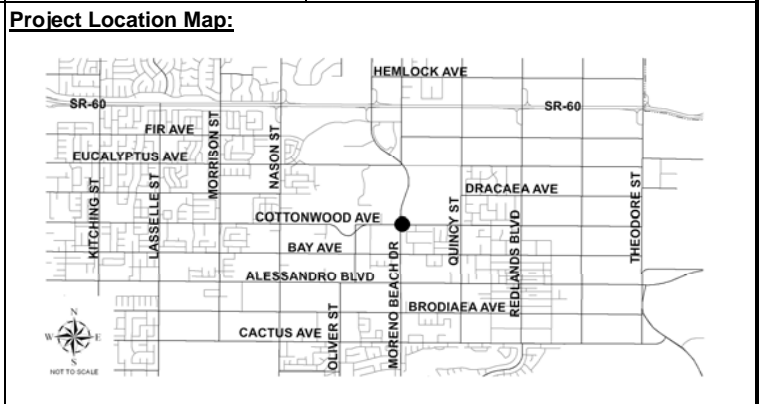 Project Location Map:
HEMLOCK AVE
SR-60
SR-60
FIR AVE
MORRISON ST
NASON ST
EUCALYPTUS AVE
KITCHING ST
LASSELLE ST
DRACAEA AVE
THEODORE ST
COTTONWOOD AVE
QUINCY ST
REDLANDS BLVD
BAY AVE
MORENO BEACH DR
ALESSANDRO BLVD
OLIVER ST
BRODIAEA AVE
CACTUS AVE
N
W
E
S
NOT TO SCALE